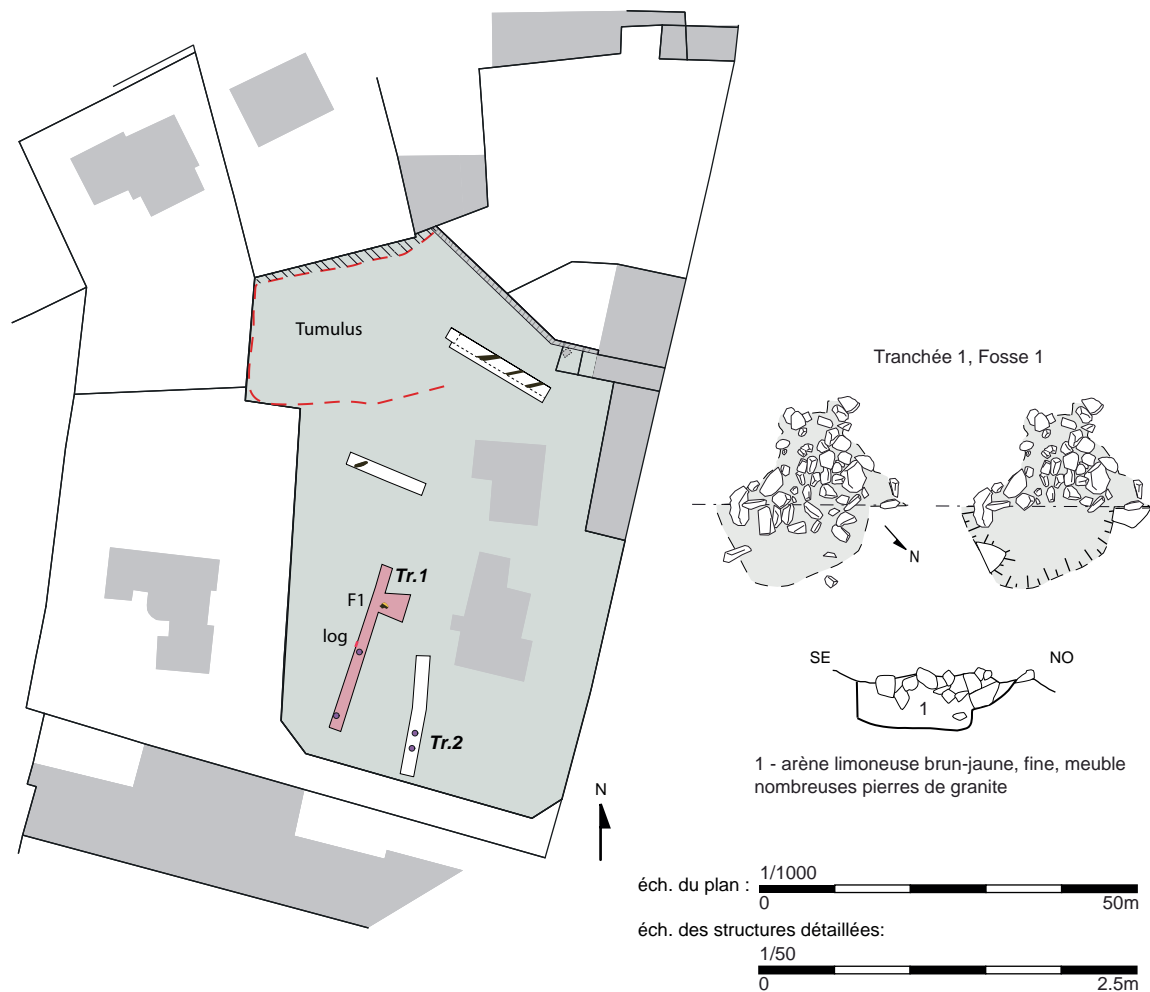 Tumulus
Tranchée 1, Fosse 1
N
Tr.1
F1
log
Tr.2
SE
NO
1
1 - arène limoneuse brun-jaune, fine, meuble
nombreuses pierres de granite
N
éch. du plan :
1/1000
0
50m
éch. des structures détaillées:
1/50
0
2.5m